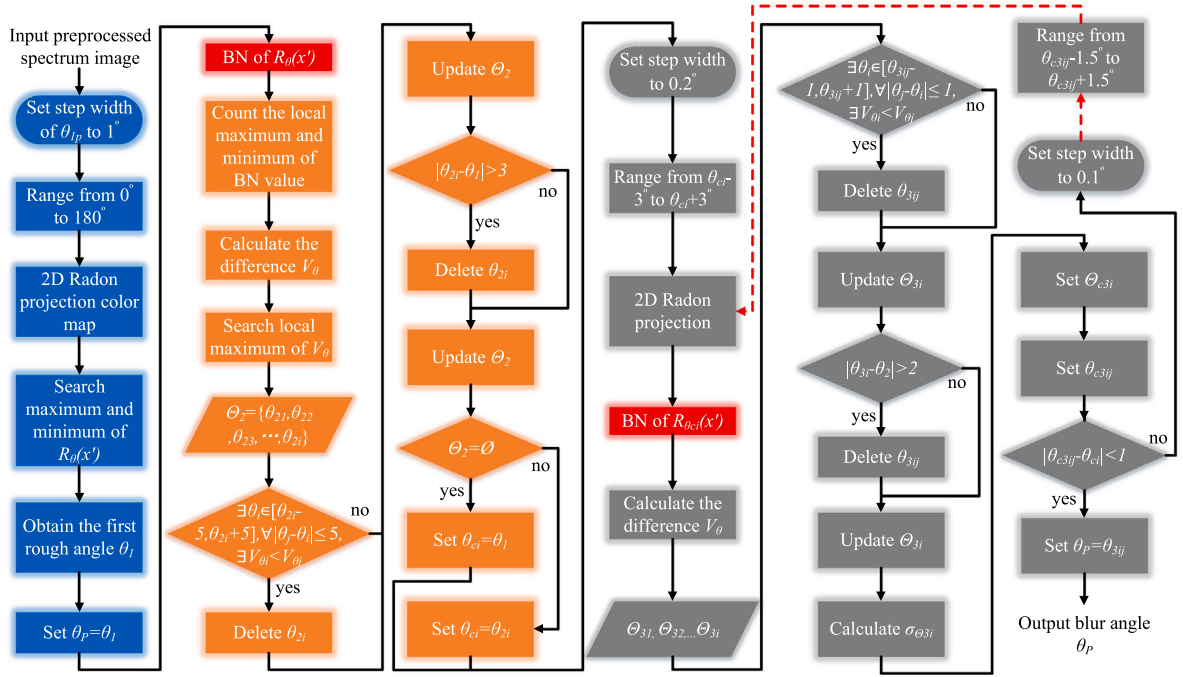 Input preprocessed
spectrum image
Set step width
of θ1p to 1°
Range from 0°
to 180°
2D Radon
projection color
map
Search
maximum and
minimum of
Rθ(x')
Obtain the first
rough angle θ1
Set θP=θ1
BN of Rθ(x')
Count the local
maximum and
minimum of
BN value
Calculate the
difference Vθ
Search local
maximum of Vθ
Θ2={θ21,θ22
,θ23, ···,θ2i}
∃θi∈[θ2i-
5,θ2i+5],∀|θj-θi|≤5,
∃Vθi<Vθj
no
yes
Delete θ2i
Update Θ2
|θ2i-θ1|>3
no
yes
Delete θ2i
Update Θ2
Θ2=Ø
no
yes
Set θci=θ1
Set θci=θ2i
Set step width
to 0.2°
Range from θci-
3° to θci+3°
2D Radon
projection
BN of Rθci(x')
Calculate the
difference Vθ
Θ31, Θ32,...Θ3i
∃θi∈[θ3ij-
1,θ3ij+1],∀|θj-θi|≤1,
∃Vθi<Vθj
no
yes
Delete θ3ij
Update Θ3i
|θ3i-θ2|>2
no
yes
Delete θ3ij
Update Θ3i
Calculate σΘ3i
Range from
θc3ij-1.5° to
θc3ij+1.5°
Set step width
to 0.1°
Set Θc3i
Set θc3ij
|θc3ij-θci|<1
no
yes
Set θP=θ3ij
Output blur angle
θP